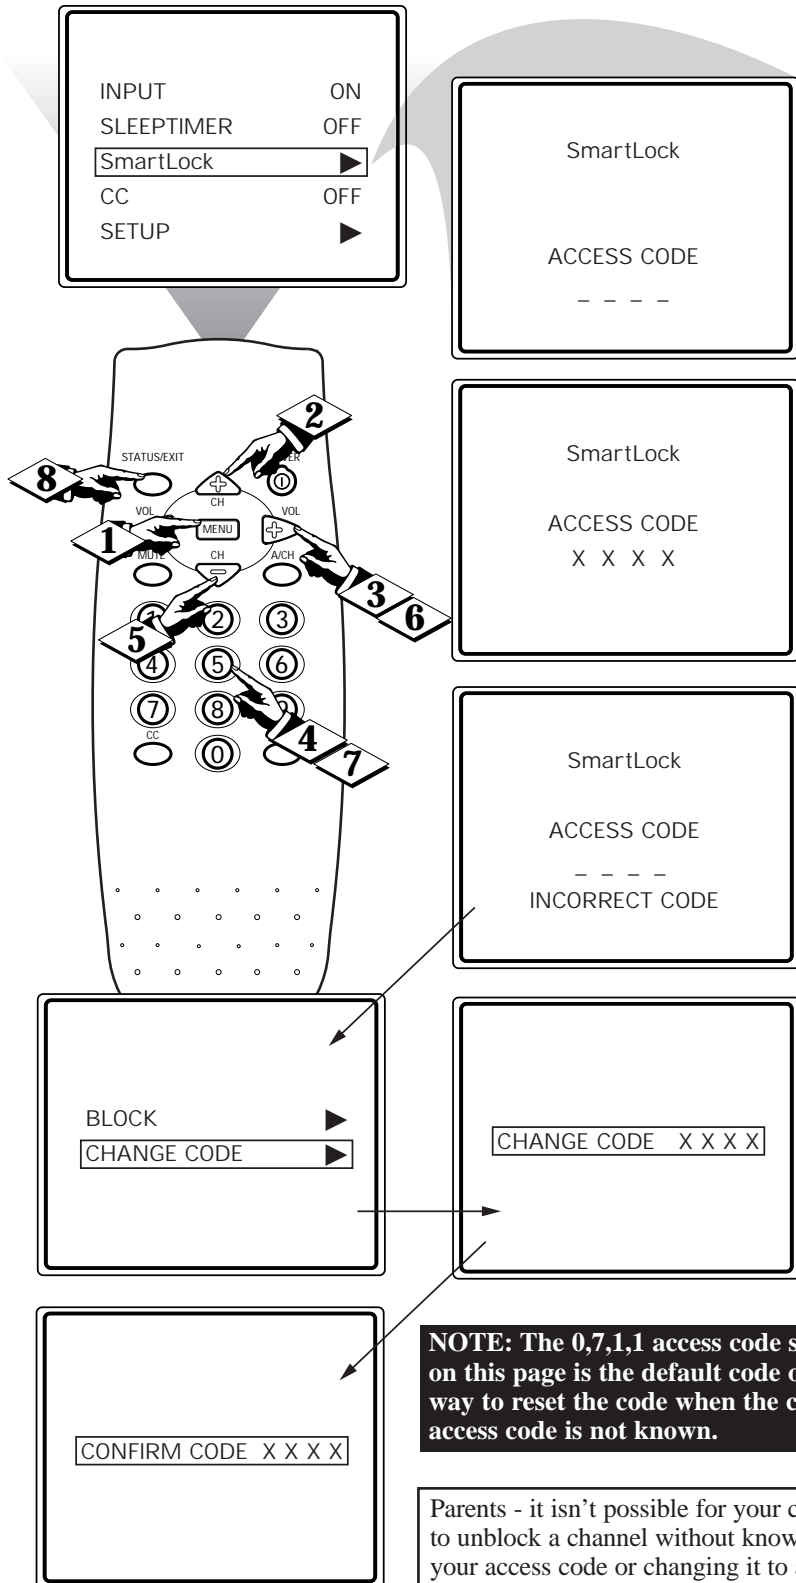 INPUT ON
SLEEPTIMER OFF
SmartLock ▶
CC OFF
SETUP ▶
SmartLock
ACCESS CODE
_ _ _ _
SmartLock
ACCESS CODE
X X X X
STATUS/EXIT
2
8
CH
VOL
VOL
MENU
1
MUTE
CH
A/CH
3
6
2
3
5
4
5
6
7
8
4
7
CC
0
SmartLock
ACCESS CODE
_ _ _ _
INCORRECT CODE
BLOCK ▶
CHANGE CODE ▶
CHANGE CODE X X X X
CONFIRM CODE X X X X
NOTE: The 0,7,1,1 access code
on this page is the default code
way to reset the code when the
access code is not known.
Parents - it isn't possible for your
to unblock a channel without
your access code or changing it to